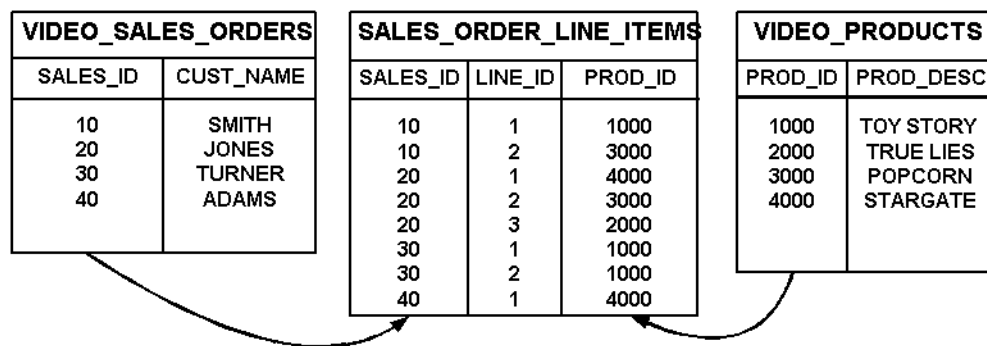 VIDEO_SALES_ORDERS
SALES_ID CUST_NAME
10 SMITH
20 JONES
30 TURNER
40 ADAMS
SALES_ORDER_LINE_ITEMS
SALES_ID LINE_ID PROD_ID
10 1 1000
10 2 3000
20 1 4000
20 2 3000
20 3 2000
30 1 1000
30 2 1000
40 1 4000
VIDEO_PRODUCTS
PROD_ID PROD_DESC
1000 TOY STORY
2000 TRUE LIES
3000 POPCORN
4000 STARGATE